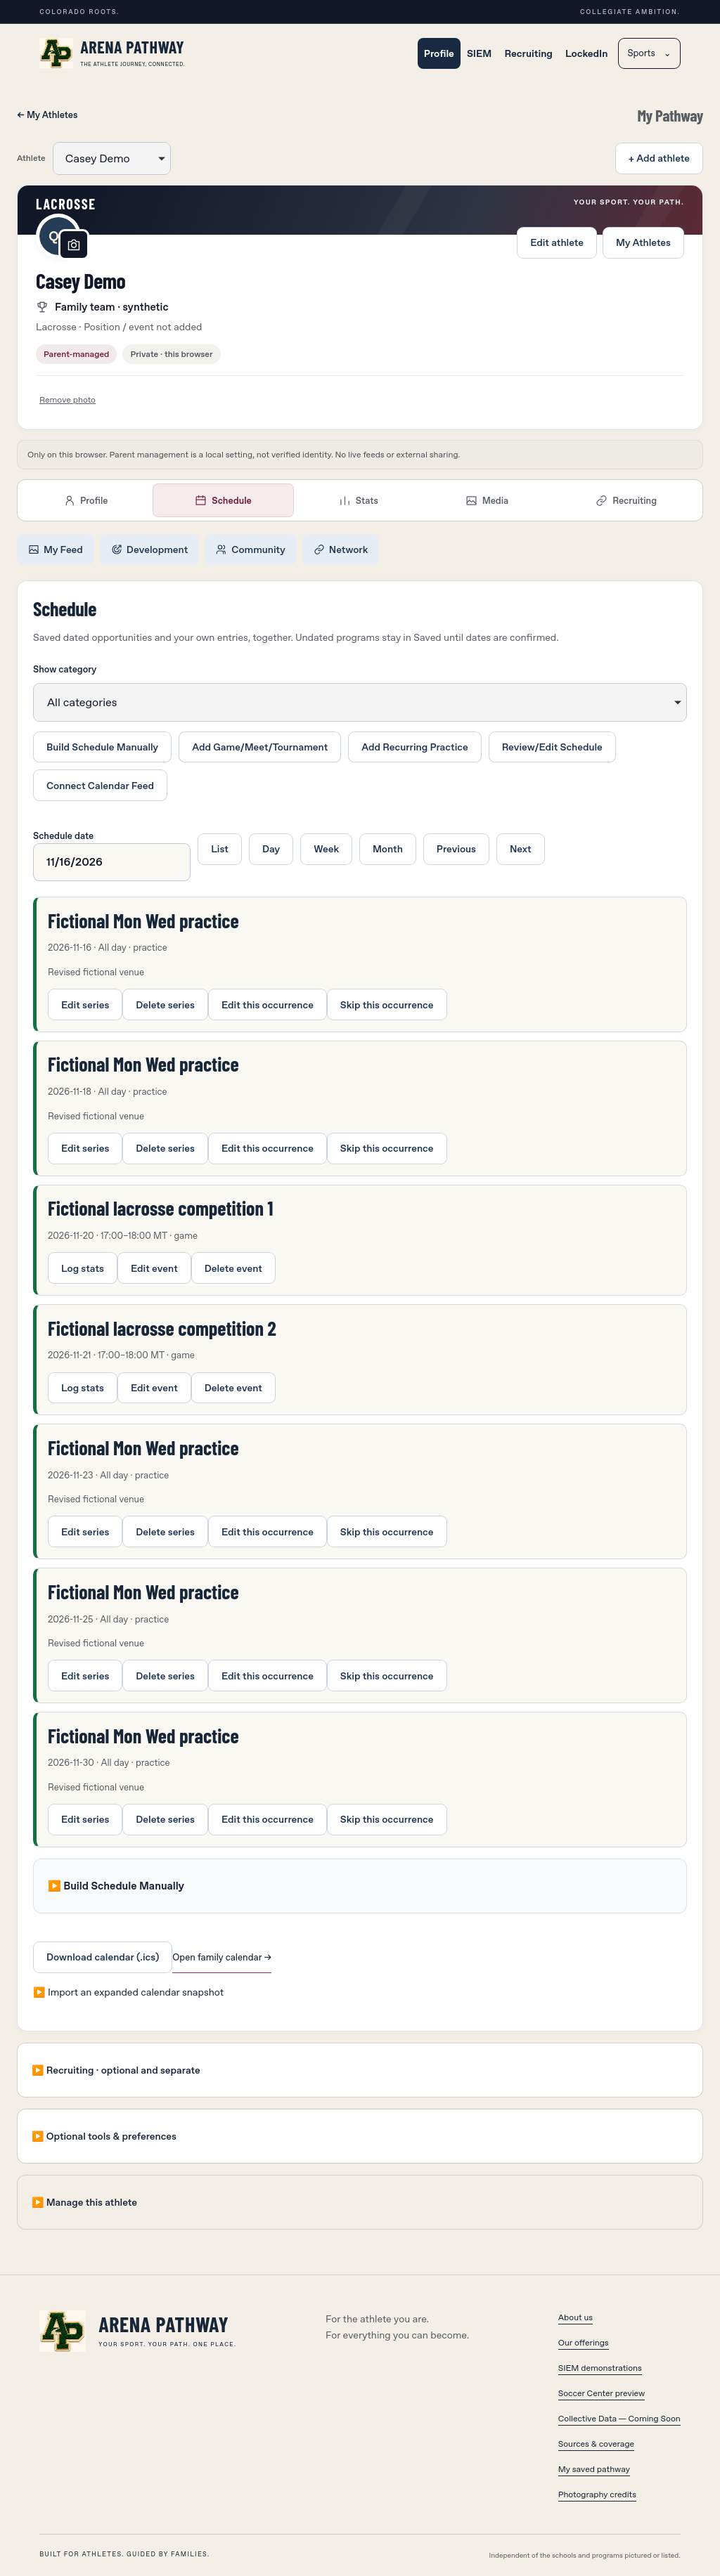 COLORADO ROOTS.
COLLEGIATE AMBITION.
ARENA PATHWAY
THE ATHLETE JOURNEY, CONNECTED.
Profile
SIEM
Recruiting
LockedIn
Sports
← My Athletes
My Pathway
Athlete
Casey Demo
+ Add athlete
LACROSSE
YOUR SPORT. YOUR PATH.
Edit athlete
My Athletes
Casey Demo
Family team · synthetic
Lacrosse · Position / event not added
Parent-managed
Private · this browser
Remove photo
Only on this browser. Parent management is a local setting, not verified identity. No live feeds or external sharing.
Profile
Schedule
Stats
Media
Recruiting
My Feed
Development
Community
Network
Schedule
Saved dated opportunities and your own entries, together. Undated programs stay in Saved until dates are confirmed.
Show category
All categories
Build Schedule Manually
Add Game/Meet/Tournament
Add Recurring Practice
Review/Edit Schedule
Connect Calendar Feed
Schedule date
11/16/2026
List
Day
Week
Month
Previous
Next
Fictional Mon Wed practice
2026-11-16 · All day · practice
Revised fictional venue
Edit series
Delete series
Edit this occurrence
Skip this occurrence
Fictional Mon Wed practice
2026-11-18 · All day · practice
Revised fictional venue
Edit series
Delete series
Edit this occurrence
Skip this occurrence
Fictional lacrosse competition 1
2026-11-20 · 17:00–18:00 MT · game
Log stats
Edit event
Delete event
Fictional lacrosse competition 2
2026-11-21 · 17:00–18:00 MT · game
Log stats
Edit event
Delete event
Fictional Mon Wed practice
2026-11-23 · All day · practice
Revised fictional venue
Edit series
Delete series
Edit this occurrence
Skip this occurrence
Fictional Mon Wed practice
2026-11-25 · All day · practice
Revised fictional venue
Edit series
Delete series
Edit this occurrence
Skip this occurrence
Fictional Mon Wed practice
2026-11-30 · All day · practice
Revised fictional venue
Edit series
Delete series
Edit this occurrence
Skip this occurrence
Build Schedule Manually
Download calendar (.ics)
Open family calendar →
Import an expanded calendar snapshot
Recruiting · optional and separate
Optional tools & preferences
Manage this athlete
AP
ARENA PATHWAY
YOUR SPORT. YOUR PATH. ONE PLACE.
For the athlete you are.
For everything you can become.
About us
Our offerings
SIEM demonstrations
Soccer Center preview
Collective Data — Coming Soon
Sources & coverage
My saved pathway
Photography credits
BUILT FOR ATHLETES. GUIDED BY FAMILIES.
Independent of the schools and programs pictured or listed.